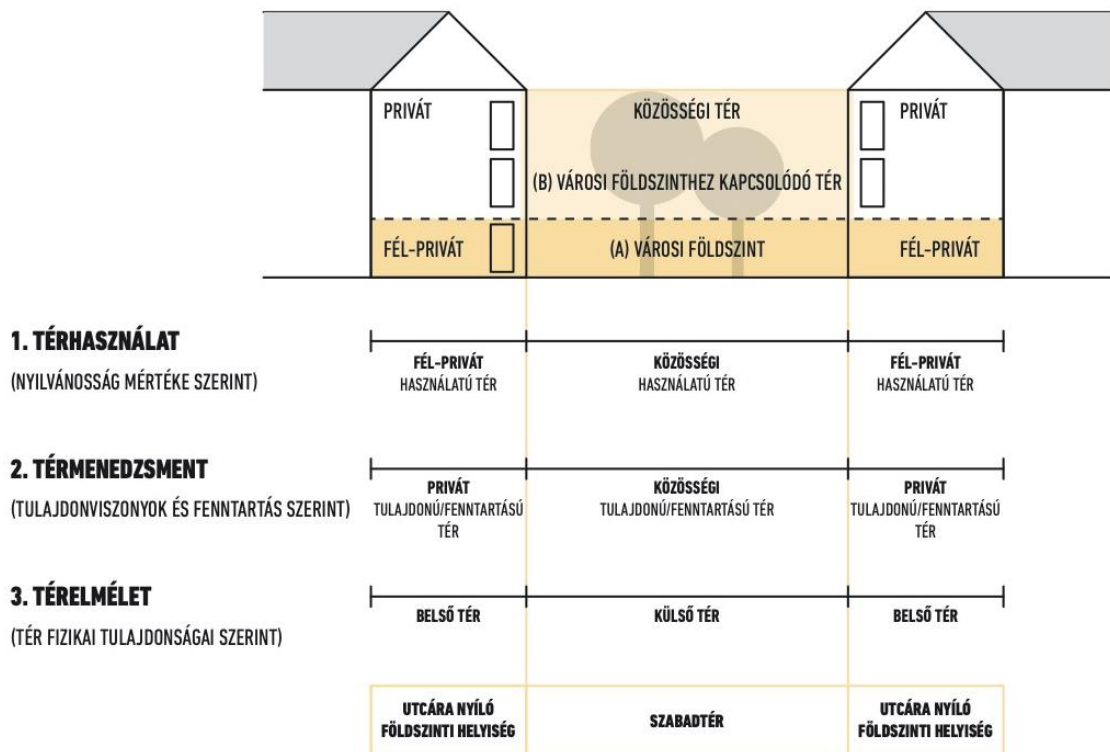 PRIVÁT
KÖZÖSSÉGI TÉR
PRIVÁT
(B) VÁROSI FÖLDSZINTHEZ KAPCSOLÓDÓ TÉR
FÉL-PRIVÁT
(A) VÁROSI FÖLDSZINT
FÉL-PRIVÁT
1. TÉRHASZNÁLAT
(NYILVÁNOSSÁG MÉRTÉKE SZERINT)
FÉL-PRIVÁT
HASZNÁLATÚ TÉR
KÖZÖSSÉGI
HASZNÁLATÚ TÉR
FÉL-PRIVÁT
HASZNÁLATÚ TÉR
2. TÉRMENEDZSMENT
(TULAJDONVISZONYOK ÉS FENNTARTÁS SZERINT)
PRIVÁT
TULAJDONÚ/FENNTARTÁSÚ
TÉR
KÖZÖSSÉGI
TULAJDONÚ/FENNTARTÁSÚ TÉR
PRIVÁT
TULAJDONÚ/FENNTARTÁSÚ
TÉR
3. TÉRELMÉLET
(TÉR FIZIKAI TULAJDONSÁGAI SZERINT)
BELSŐ TÉR
KÜLSŐ TÉR
BELSŐ TÉR
UTCÁRA NYÍLÓ
FÖLDSZINTI HELYISÉG
SZABADTÉR
UTCÁRA NYÍLÓ
FÖLDSZINTI HELYISÉG